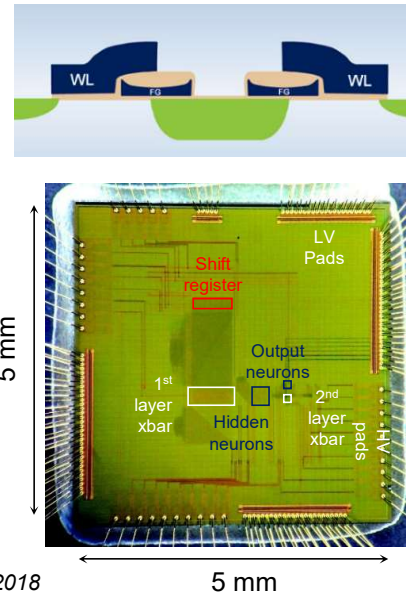 WL
FG
FG
WL
LV
Pads
Shift
register
Output
neurons
1st
layer
xbar
2nd
layer
xbar
Hidden
neurons
HV
pads
5 mm
2018
5 mm